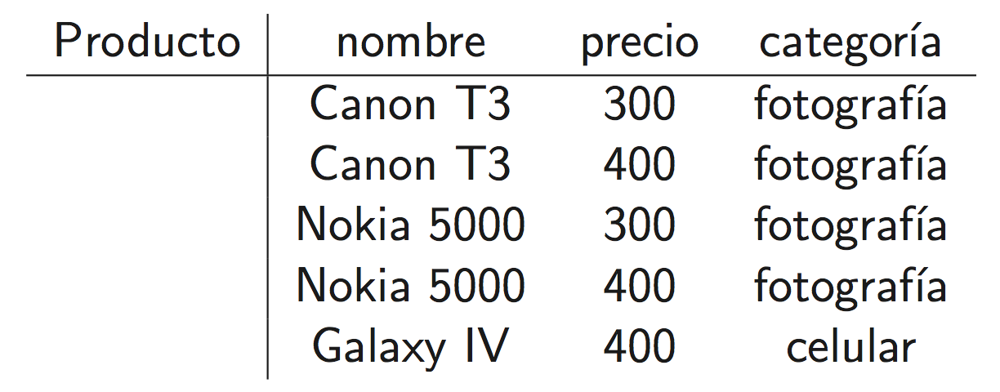 Producto nombre precio categoría
Canon T3 300 fotografía
Canon T3 400 fotografía
Nokia 5000 300 fotografía
Nokia 5000 400 fotografía
Galaxy IV 400 celular